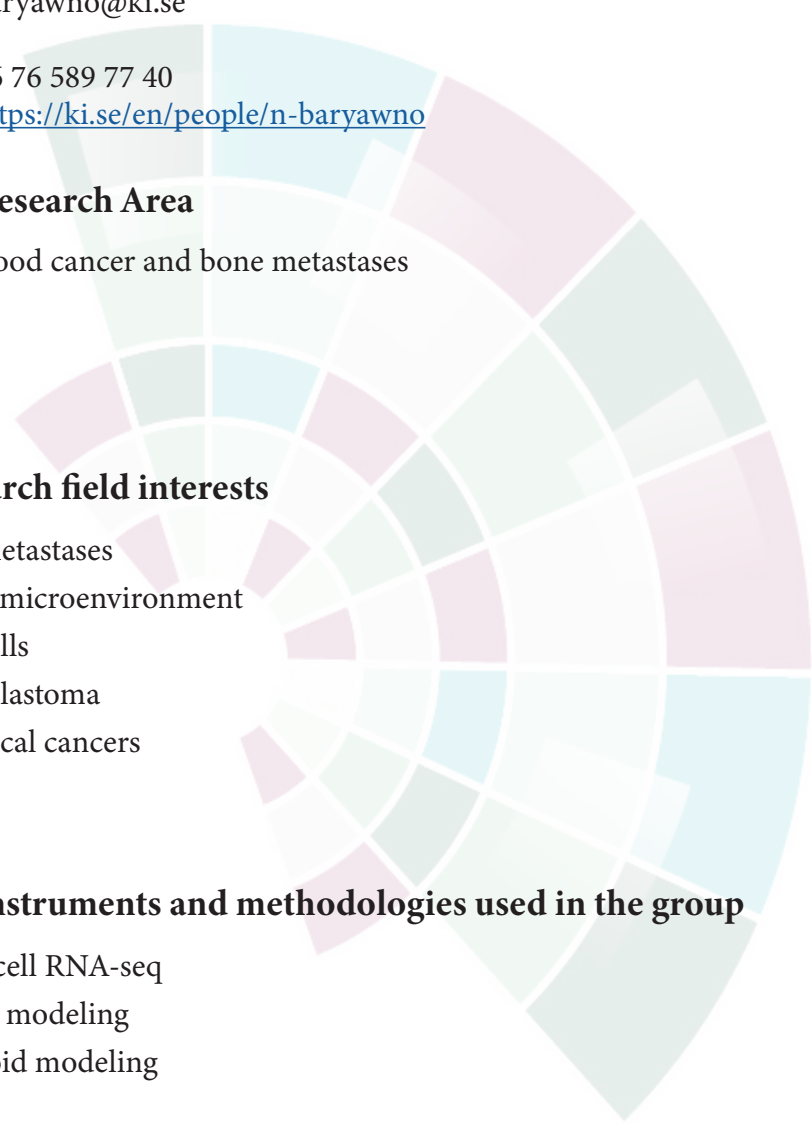 aryawno@ki.se
6 76 589 77 40
ttps://ki.se/en/people/n-baryawno
esearch Area
ood cancer and bone metastases
rch field interests
etastases
microenvironment
lls
lastoma
cal cancers
nstruments and methodologies used in the group
cell RNA-seq
modeling
id modeling